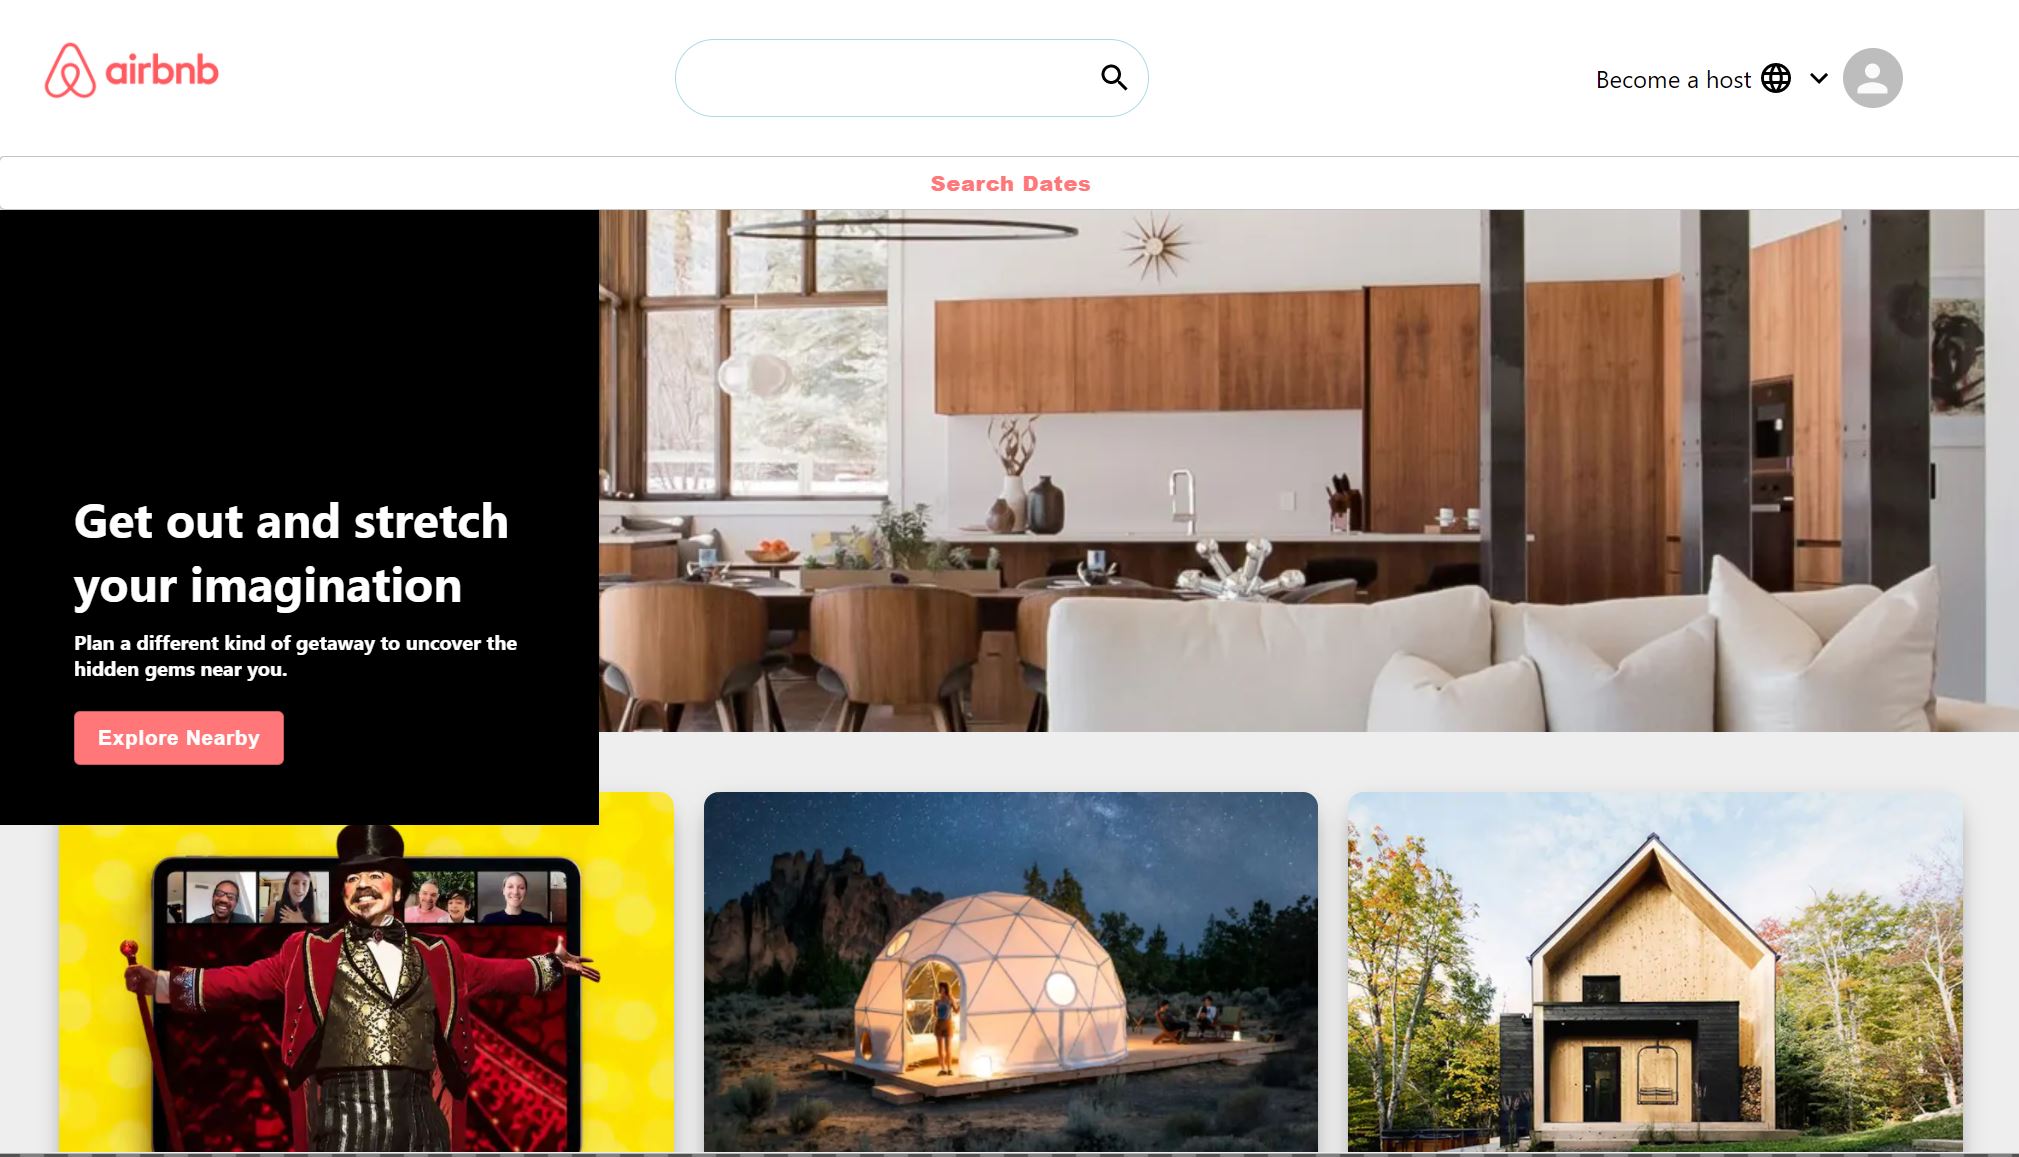 airbnb
Become a host
Search Dates
Get out and stretch
your imagination
Plan a different kind of getaway to uncover the
hidden gems near you.
Explore Nearby